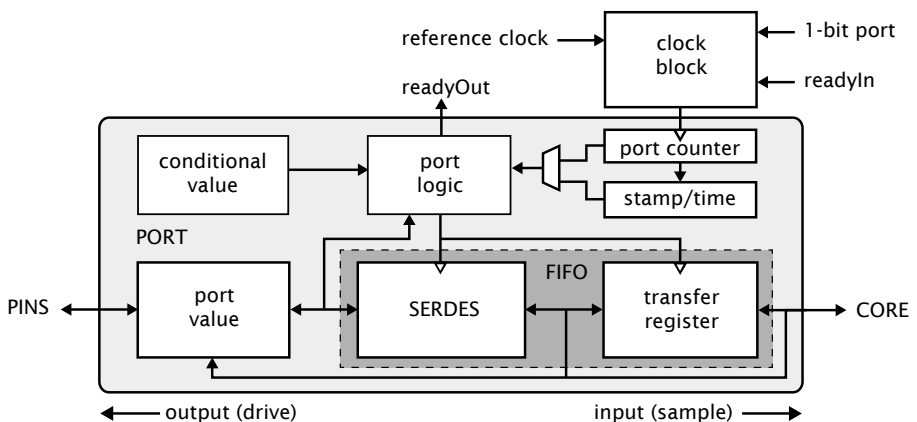 reference clock
clock
block
1-bit port
readyIn
readyOut
conditional
value
port
logic
port counter
stamp/time
PORT
FIFO
PINS
port
value
SERDES
transfer
register
CORE
output (drive)
input (sample)